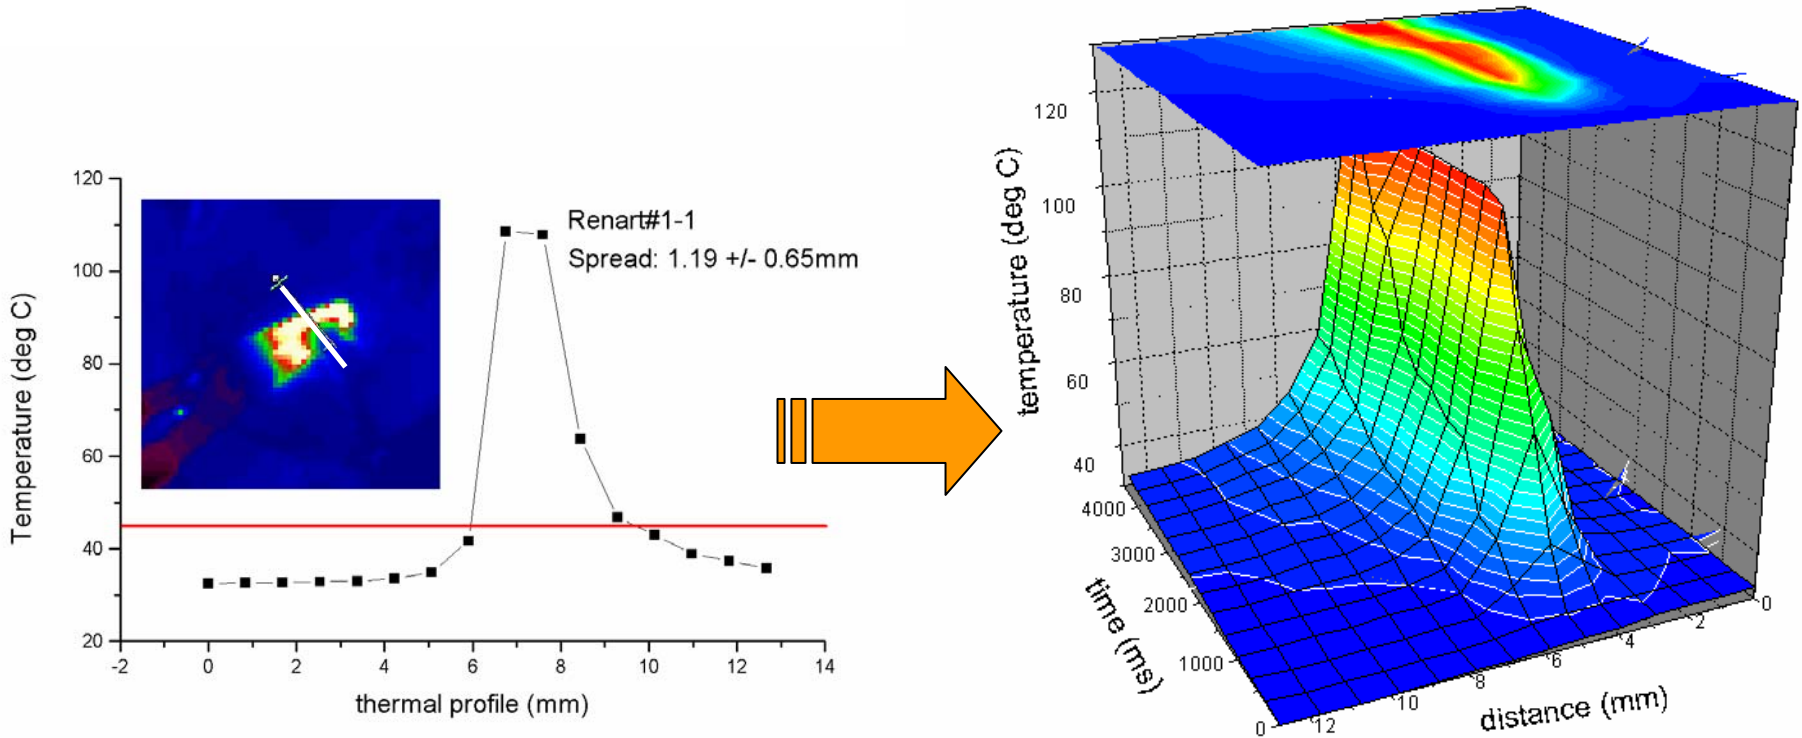 Renart#1-1
Spread: 1.19 +/- 0.65mm
Temperature (deg C)
120
100
80
60
40
20
-2 0 2 4 6 8 10 12 14
thermal profile (mm)
temperature (deg C)
120
100
80
60
40
4000
3000
2000
1000
0
time (ms)
12 10 8 6 4 2 0
distance (mm)